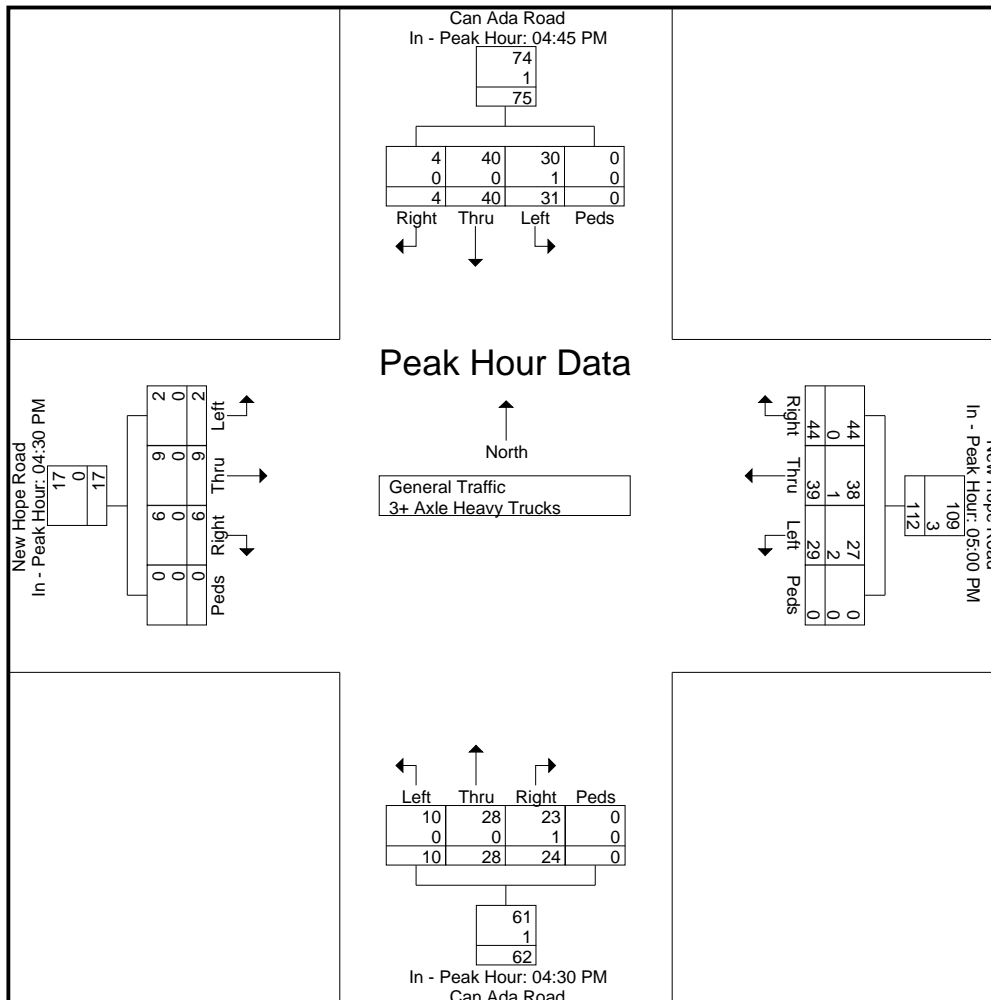 Can Ada Road
In - Peak Hour: 04:45 PM
74
1
75
4 40 30 0
0 0 1 0
4 40 31 0
Right Thru Left Peds
Peak Hour Data
North
General Traffic
3+ Axle Heavy Trucks
New Hope Road
In - Peak Hour: 04:30 PM
17
0
17
Left Thru Right Peds
2 9 6 0
0 0 0 0
2 9 6 0
New Hope Road
In - Peak Hour: 05:00 PM
109
3
112
44 38 27 0
0 1 2 0
44 39 29 0
Right Thru Left Peds
Left Thru Right Peds
10 28 23 0
0 0 1 0
10 28 24 0
61
1
62
In - Peak Hour: 04:30 PM
Can Ada Road